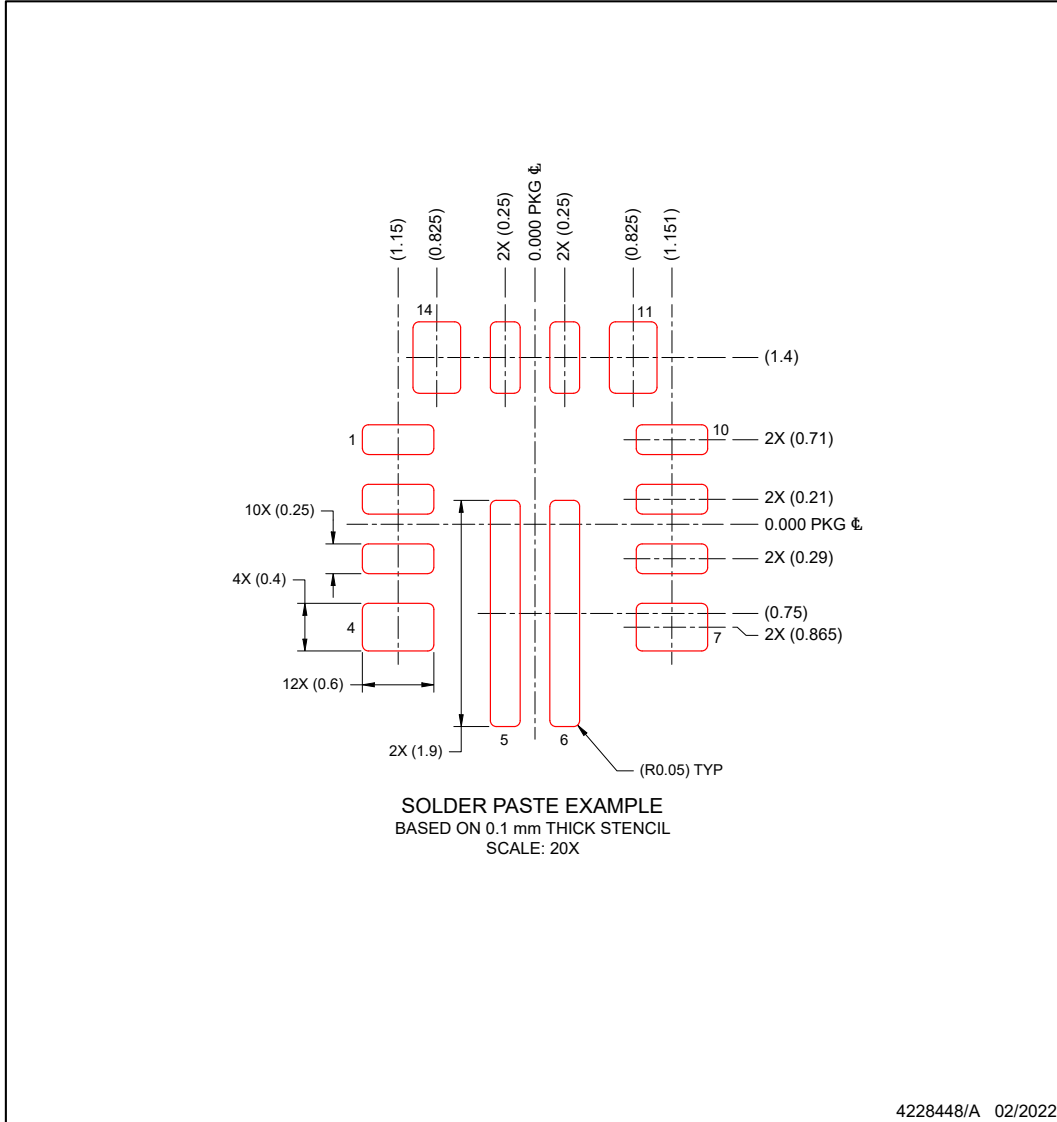 (1.15)
(0.825)
2X (0.25)
0.000 PKG ℄
2X (0.25)
(0.825)
(1.151)
14
11
(1.4)
1
10
2X (0.71)
2X (0.21)
10X (0.25)
0.000 PKG ℄
2X (0.29)
4X (0.4)
(0.75)
4
7
2X (0.865)
12X (0.6)
5
6
2X (1.9)
(R0.05) TYP
SOLDER PASTE EXAMPLE
BASED ON 0.1 mm THICK STENCIL
SCALE: 20X
4228448/A 02/2022